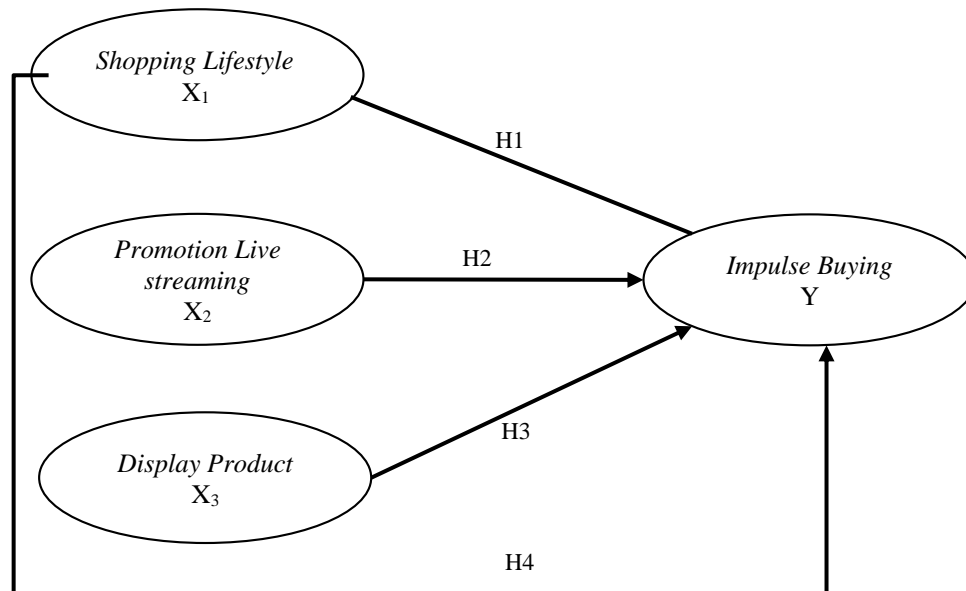 Shopping Lifestyle
X₁
H1
Promotion Live
streaming
X₂
H2
Impulse Buying
Y
Display Product
X₃
H3
H4